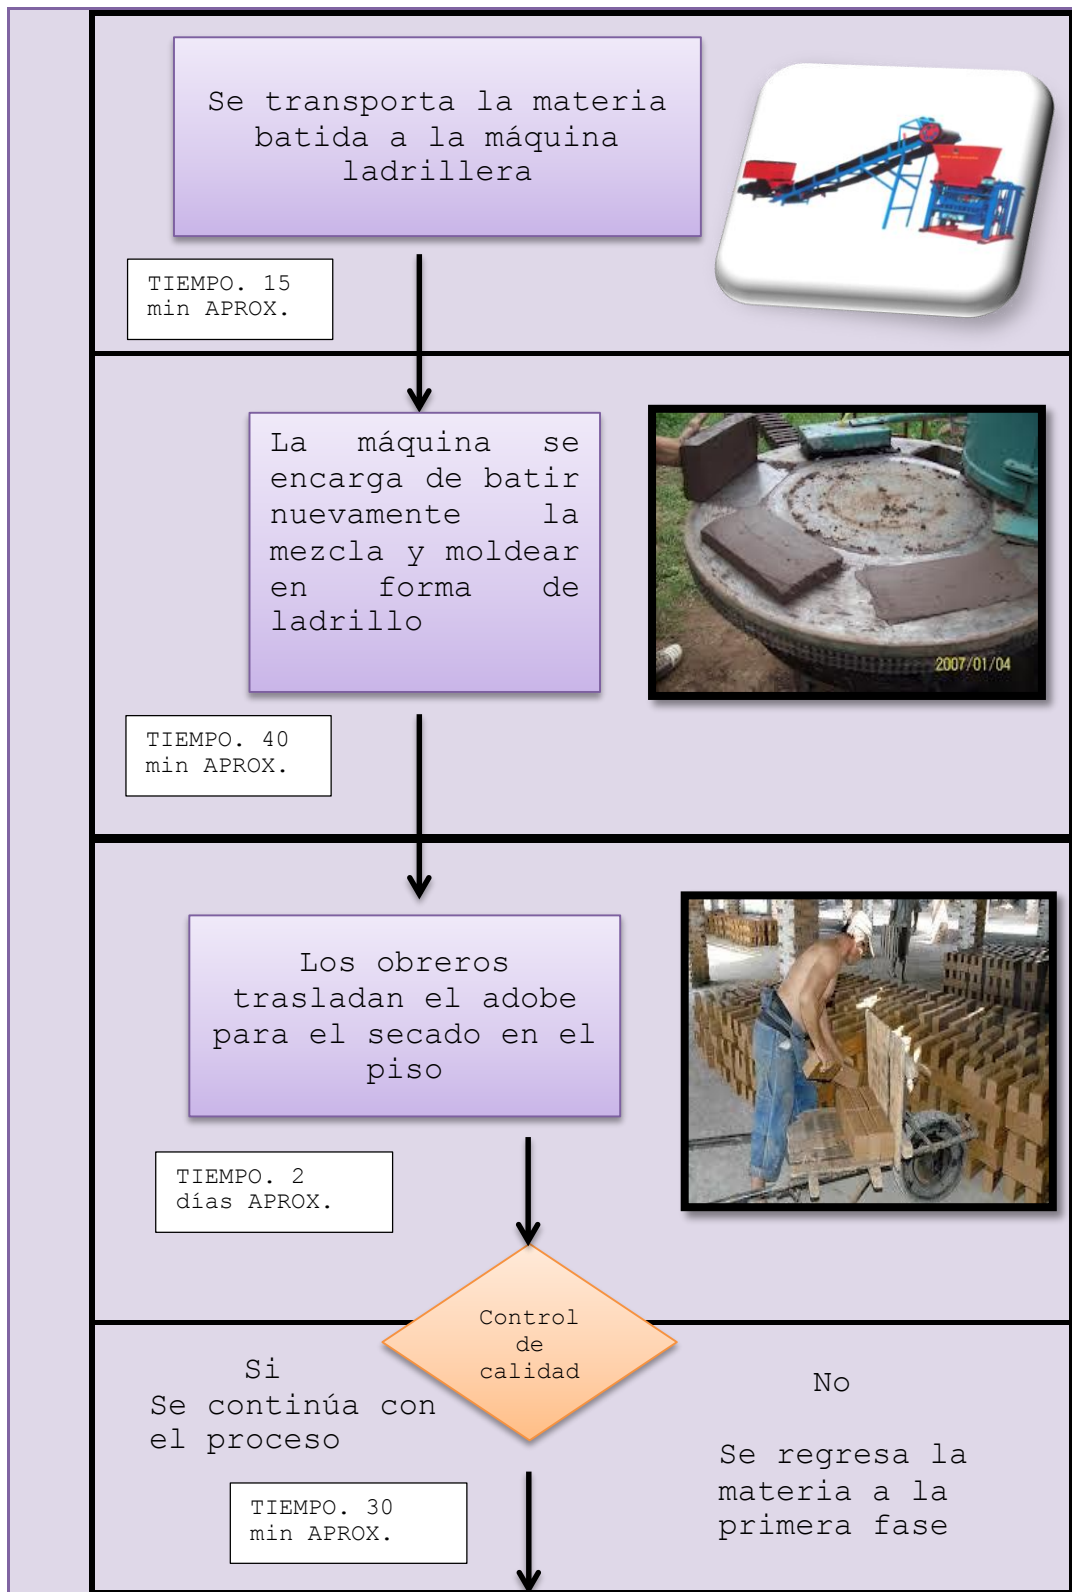 Se transporta la materia
batida a la máquina
ladrillera
TIEMPO. 15
min APROX.
La máquina se
encarga de batir
nuevamente la
mezcla y moldear
en forma de
ladrillo
2007/01/04
TIEMPO. 40
min APROX.
Los obreros
trasladan el adobe
para el secado en el
piso
TIEMPO. 2
días APROX.
Control
de
calidad
Si
Se continúa con
el proceso
No
Se regresa la
materia a la
primera fase
TIEMPO. 30
min APROX.